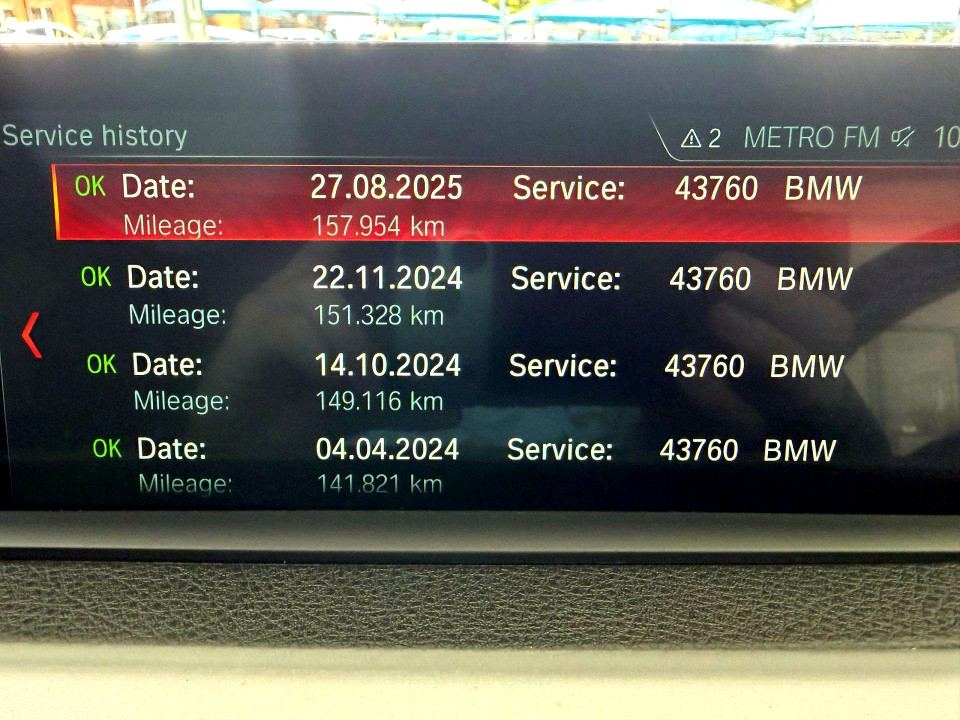 Service history
2 METRO FM 10
OK Date: 27.08.2025 Service: 43760 BMW
Mileage: 157.954 km
OK Date: 22.11.2024 Service: 43760 BMW
Mileage: 151.328 km
OK Date: 14.10.2024 Service: 43760 BMW
Mileage: 149.116 km
OK Date: 04.04.2024 Service: 43760 BMW
Mileage: 141.821 km